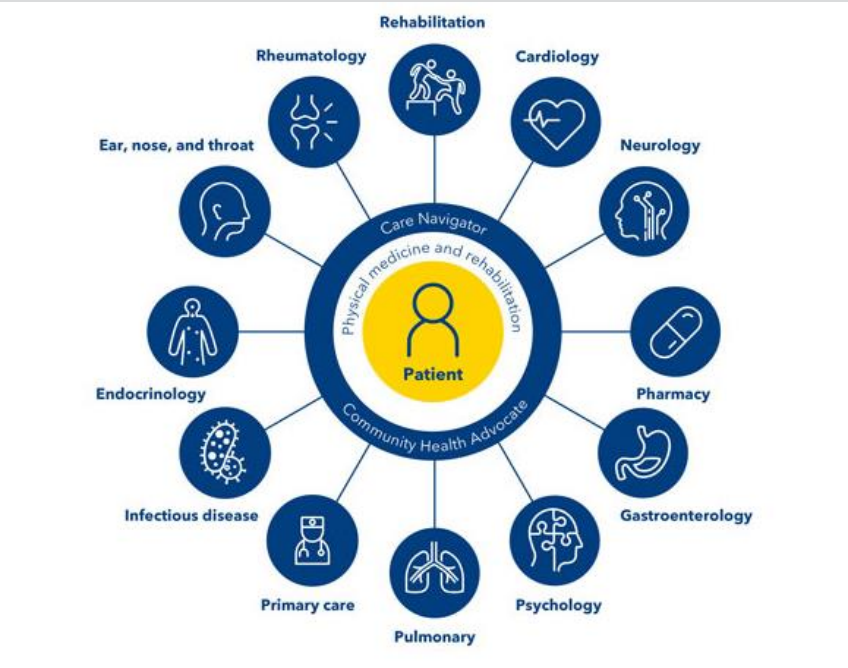 Rehabilitation
Rheumatology
Cardiology
Ear, nose, and throat
Neurology
Care Navigator
Physical medicine and rehabilitation
Patient
Endocrinology
Pharmacy
Community Health Advocate
Infectious disease
Gastroenterology
Primary care
Psychology
Pulmonary